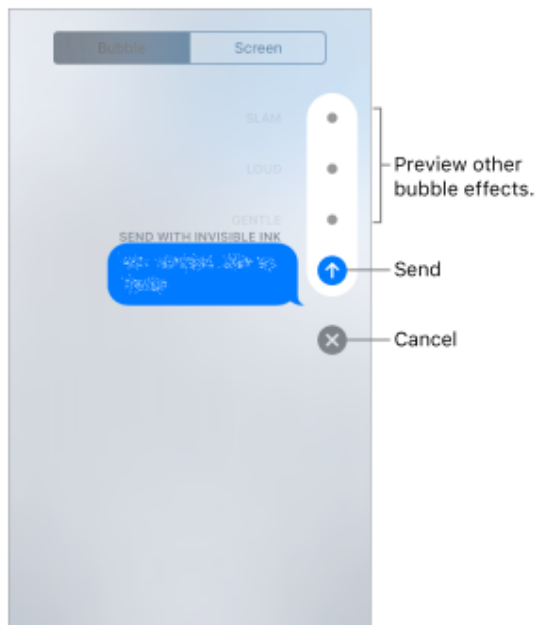 Bubble Screen
SLAM
LOUD
GENTLE
SEND WITH INVISIBLE INK
Preview other
bubble effects.
Send
Cancel